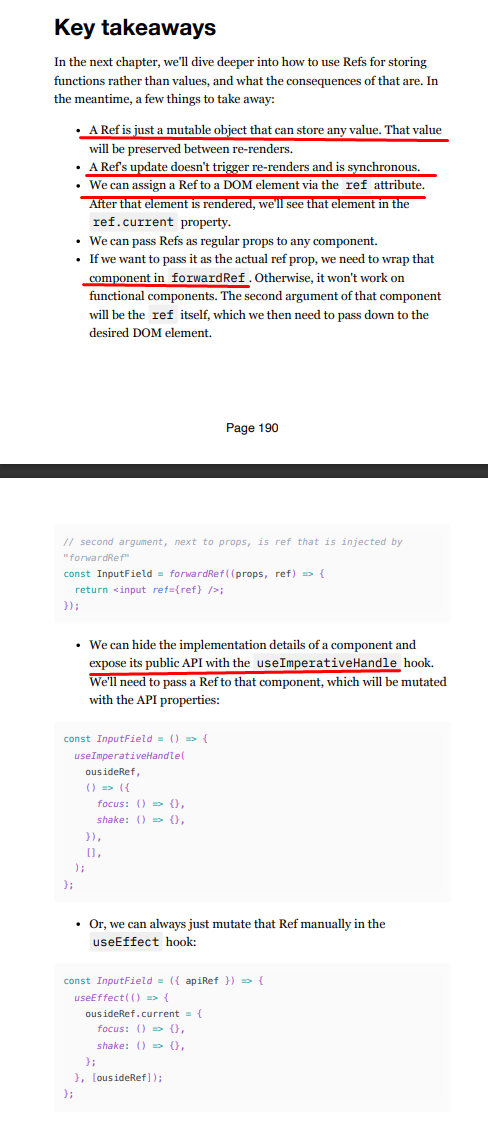 Key takeaways
In the next chapter, we'll dive deeper into how to use Refs for storing
functions rather than values, and what the consequences of that are. In
the meantime, a few things to take away:
• A Ref is just a mutable object that can store any value. That value
will be preserved between re-renders.
• A Ref's update doesn't trigger re-renders and is synchronous.
• We can assign a Ref to a DOM element via the ref attribute.
After that element is rendered, we'll see that element in the
ref.current property.
• We can pass Refs as regular props to any component.
• If we want to pass it as the actual ref prop, we need to wrap that
component in forwardRef. Otherwise, it won't work on
functional components. The second argument of that component
will be the ref itself, which we then need to pass down to the
desired DOM element.
Page 190
// second argument, next to props, is ref that is injected by
"forwardRef"
const InputField = forwardRef((props, ref) => {
  return <input ref={ref} />;
});
• We can hide the implementation details of a component and
expose its public API with the useImperativeHandle hook.
We'll need to pass a Ref to that component, which will be mutated
with the API properties:
const InputField = () => {
  useImperativeHandle(
    ousideRef,
    () => ({
      focus: () => {},
      shake: () => {},
    }),
    [],
  );
};
• Or, we can always just mutate that Ref manually in the
useEffect hook:
const InputField = ({ apiRef }) => {
  useEffect(() => {
    ousideRef.current = {
      focus: () => {},
      shake: () => {},
    };
  }, [ousideRef]);
};